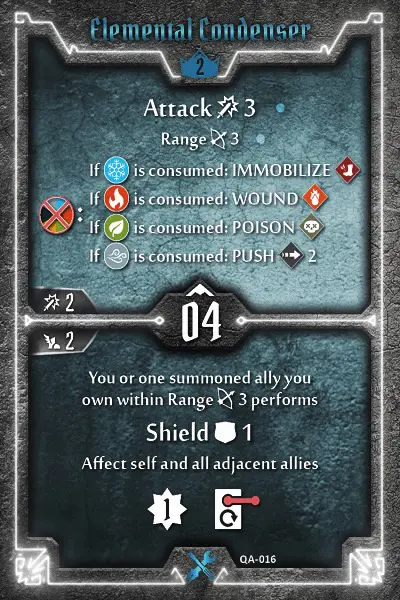 Elemental Condenser
2
Attack 3
Range 3
If is consumed: IMMOBILIZE
: If is consumed: WOUND
If is consumed: POISON
If is consumed: PUSH 2
2
04
2
You or one summoned ally you
own within Range 3 performs
Shield 1
Affect self and all adjacent allies
1
QA-016